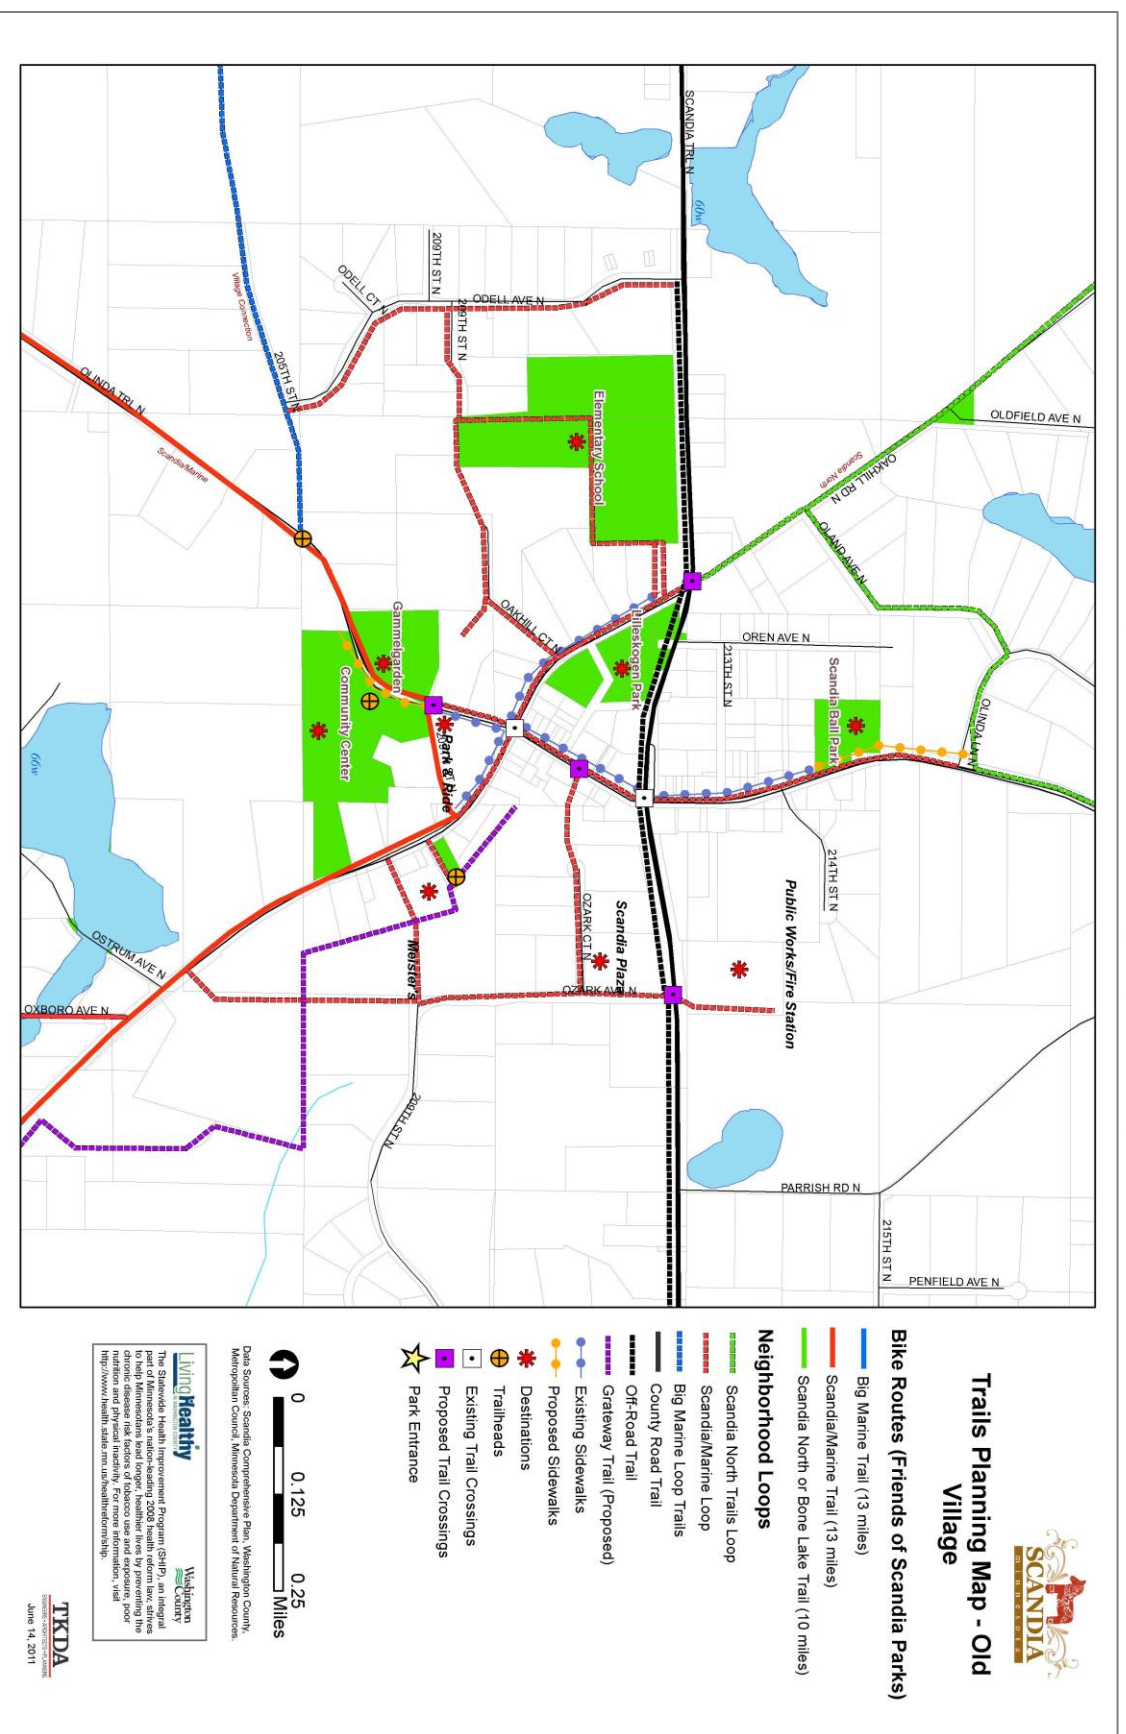 SCANDIA
minnesota
Trails Planning Map - Old
Village
Bike Routes (Friends of Scandia Parks)
Big Marine Trail (13 miles)
Scandia/Marine Trail (13 miles)
Scandia North or Bone Lake Trail (10 miles)
Neighborhood Loops
Scandia North Trails Loop
Scandia/Marine Loop
Big Marine Loop Trails
County Road Trail
Off-Road Trail
Grateway Trail (Proposed)
Existing Sidewalks
Proposed Sidewalks
Destinations
Trailheads
Existing Trail Crossings
Proposed Trail Crossings
Park Entrance
0 0.125 0.25
Miles
Data Sources: Scandia Comprehensive Plan, Washington County,
Metropolitan Council, Minnesota Department of Natural Resources.
LivingHealthy
IN WASHINGTON COUNTY
Washington
County
The Statewide Health Improvement Program (SHIP), an integral
part of Minnesota's nation-leading 2008 health reform law, strives
to help Minnesotans lead longer, healthier lives by preventing the
chronic disease risk factors of tobacco use and exposure, poor
nutrition and physical inactivity. For more information, visit
http://www.health.state.mn.us/healthreform/ship.
TKDA
ENGINEERS • ARCHITECTS • PLANNERS
June 14, 2011
OLDFIELD AVE N
OAKHILL RD N
Scandia North
OLAND AVE N
OLINDA LN N
OREN AVE N
213TH ST N
Scandia Ball Park
214TH ST N
Public Works/Fire Station
215TH ST N
PENFIELD AVE N
PARRISH RD N
SCANDIA TRL N
60w
Elementary School
Lilleskogen Park
Scandia Plaza
OZARK CT N
OZARK AVE N
ODELL AVE N
209TH ST N
209TH ST N
ODELL CT N
OAKHILL CT N
Park & Ride
Meister's
209TH ST N
Gammelgarden
Community Center
Village Connection
205TH ST N
OLINDA TRL N
Scandia/Marine
OSTRUM AVE N
OXBORO AVE N
66w